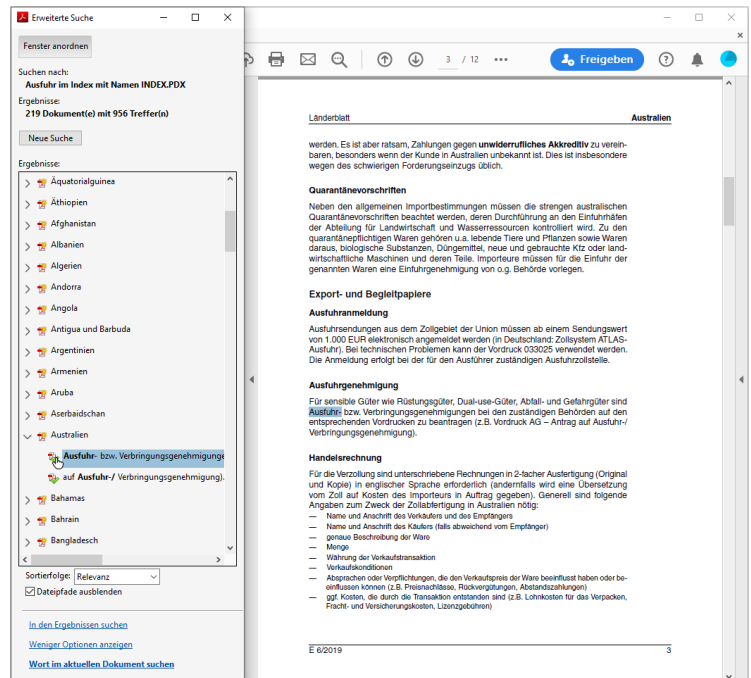 Erweiterte Suche
Fenster anordnen
Suchen nach:
Ausfuhr im Index mit Namen INDEX.PDX
Ergebnisse:
219 Dokument(e) mit 956 Treffer(n)
Neue Suche
Ergebnisse:
Äquatorialguinea
Äthiopien
Afghanistan
Albanien
Algerien
Andorra
Angola
Antigua und Barbuda
Argentinien
Armenien
Aruba
Aserbaidschan
Australien
Ausfuhr- bzw. Verbringungsgenehmigunge
auf Ausfuhr-/ Verbringungsgenehmigung).
Bahamas
Bahrain
Bangladesch
Sortierfolge: Relevanz
Dateipfade ausblenden
In den Ergebnissen suchen
Weniger Optionen anzeigen
Wort im aktuellen Dokument suchen
3 / 12
Freigeben
Länderblatt Australien
werden. Es ist aber ratsam, Zahlungen gegen unwiderrufliches Akkreditiv zu verein-
baren, besonders wenn der Kunde in Australien unbekannt ist. Dies ist insbesondere
wegen des schwierigen Forderungseinzugs üblich.
Quarantänevorschriften
Neben den allgemeinen Importbestimmungen müssen die strengen australischen
Quarantänevorschriften beachtet werden, deren Durchführung an den Einfuhrhäfen
der Abteilung für Landwirtschaft und Wasserressourcen kontrolliert wird. Zu den
quarantänepflichtigen Waren gehören u.a. lebende Tiere und Pflanzen sowie Waren
daraus, biologische Substanzen, Düngemittel, neue und gebrauchte Kfz oder land-
wirtschaftliche Maschinen und deren Teile. Importeure müssen für die Einfuhr der
genannten Waren eine Einfuhrgenehmigung von o.g. Behörde vorlegen.
Export- und Begleitpapiere
Ausfuhranmeldung
Ausfuhrsendungen aus dem Zollgebiet der Union müssen ab einem Sendungswert
von 1.000 EUR elektronisch angemeldet werden (in Deutschland: Zollsystem ATLAS-
Ausfuhr). Bei technischen Problemen kann der Vordruck 033025 verwendet werden.
Die Anmeldung erfolgt bei der für den Ausführer zuständigen Ausfuhrzollstelle.
Ausfuhrgenehmigung
Für sensible Güter wie Rüstungsgüter, Dual-use-Güter, Abfall- und Gefahrgüter sind
Ausfuhr- bzw. Verbringungsgenehmigungen bei den zuständigen Behörden auf den
entsprechenden Vordrucken zu beantragen (z.B. Vordruck AG – Antrag auf Ausfuhr-/
Verbringungsgenehmigung).
Handelsrechnung
Für die Verzollung sind unterschriebene Rechnungen in 2-facher Ausfertigung (Original
und Kopie) in englischer Sprache erforderlich (andernfalls wird eine Übersetzung
vom Zoll auf Kosten des Importeurs in Auftrag gegeben). Generell sind folgende
Angaben zum Zweck der Zollabfertigung in Australien nötig:
— Name und Anschrift des Verkäufers und des Empfängers
— Name und Anschrift des Käufers (falls abweichend vom Empfänger)
— genaue Beschreibung der Ware
— Menge
— Währung der Verkaufstransaktion
— Verkaufskonditionen
— Absprachen oder Verpflichtungen, die den Verkaufspreis der Ware beeinflusst haben oder be-
einflussen können (z.B. Preisnachlässe, Rückvergütungen, Abstandszahlungen)
— ggf. Kosten, die durch die Transaktion entstanden sind (z.B. Lohnkosten für das Verpacken,
Fracht- und Versicherungskosten, Lizenzgebühren)
E 6/2019 3